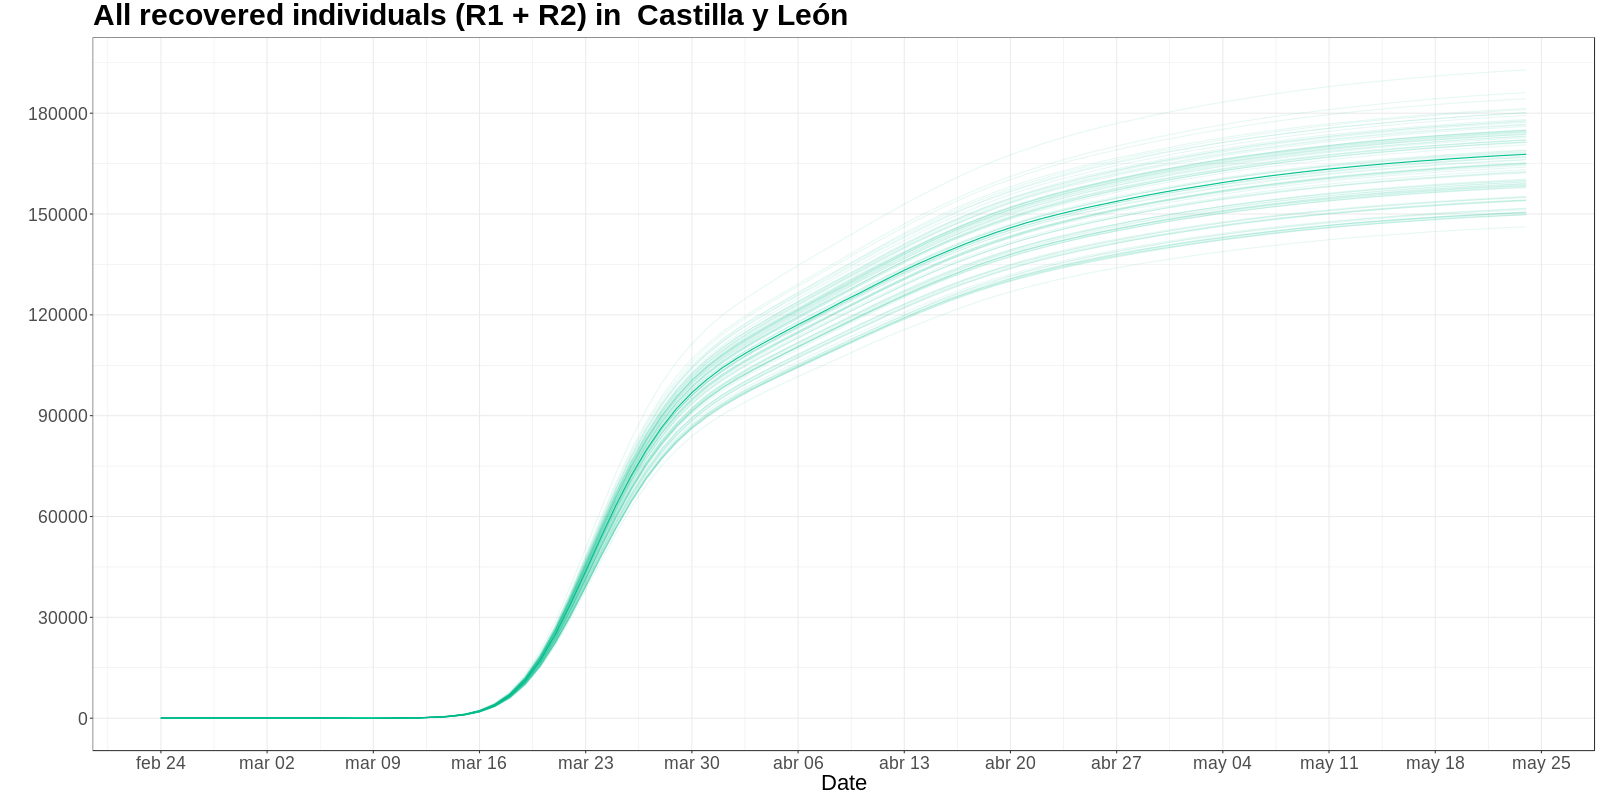 All recovered individuals (R1 + R2) in  Castilla y León
180000
150000
120000
90000
60000
30000
0
feb 24 mar 02 mar 09 mar 16 mar 23 mar 30 abr 06 abr 13 abr 20 abr 27 may 04 may 11 may 18 may 25
Date